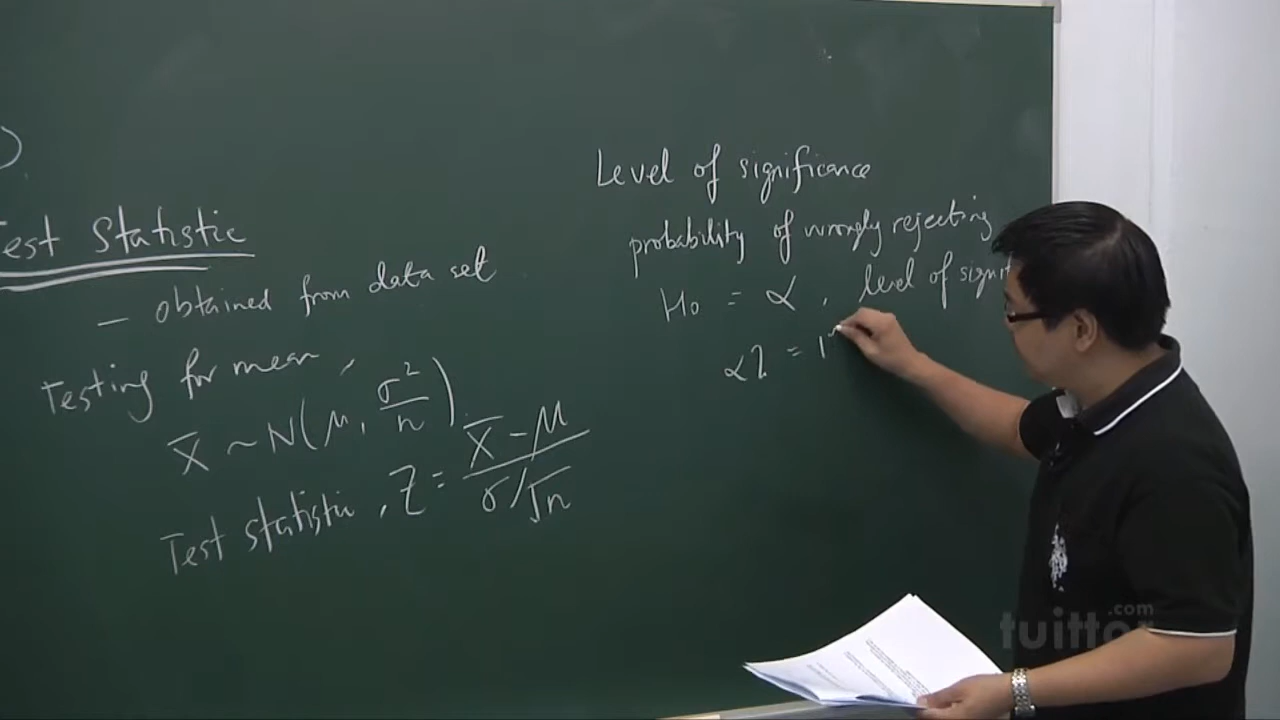 Test Statistic
— obtained from data set
Testing for mean,
X̄ ~ N(μ, σ²/n).
Test statistic, Z = (X̄ - μ)/(σ/√n)
Level of significance
probability of wrongly rejecting
H₀ = α, level of signi
α% = 1
tuittor.com